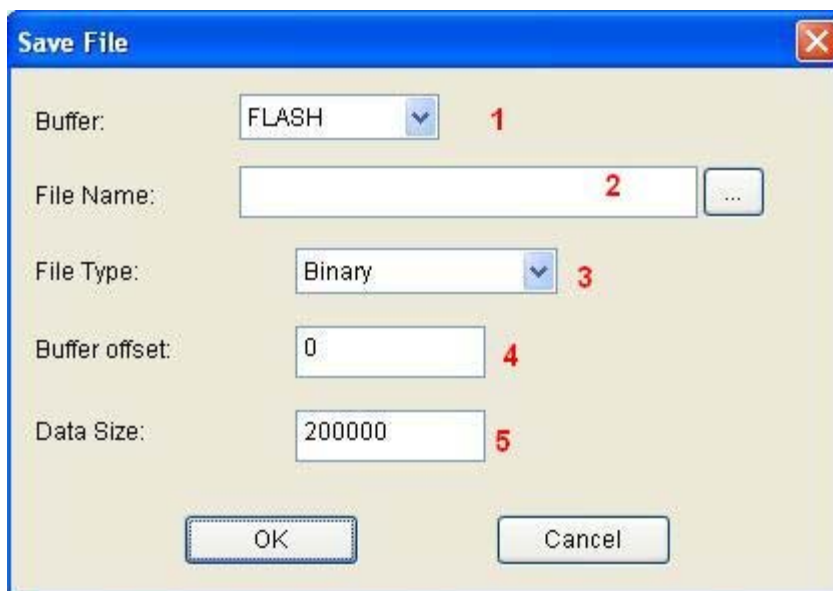 Save File
Buffer: FLASH 1
File Name: 2 ...
File Type: Binary 3
Buffer offset: 0 4
Data Size: 200000 5
OK Cancel